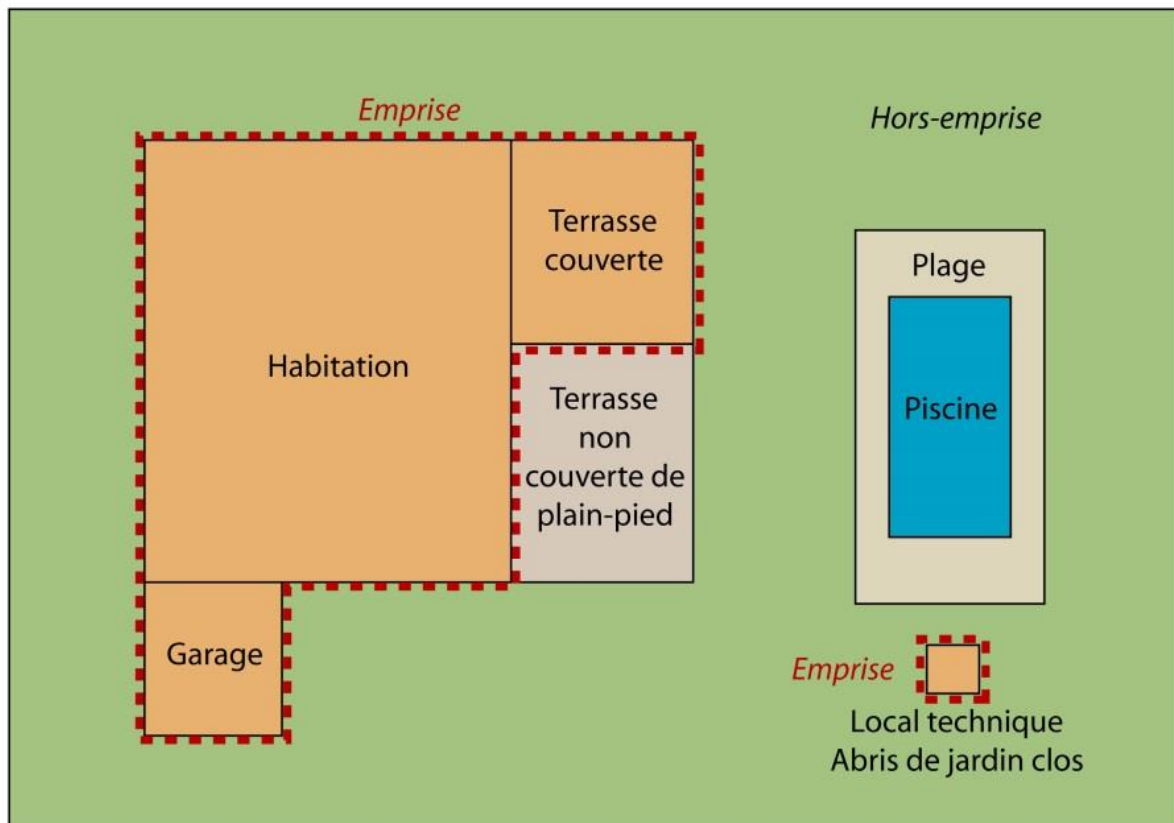 Emprise
Hors-emprise
Terrasse
couverte
Plage
Habitation
Terrasse
non
couverte de
plain-pied
Piscine
Garage
Emprise
Local technique
Abris de jardin clos